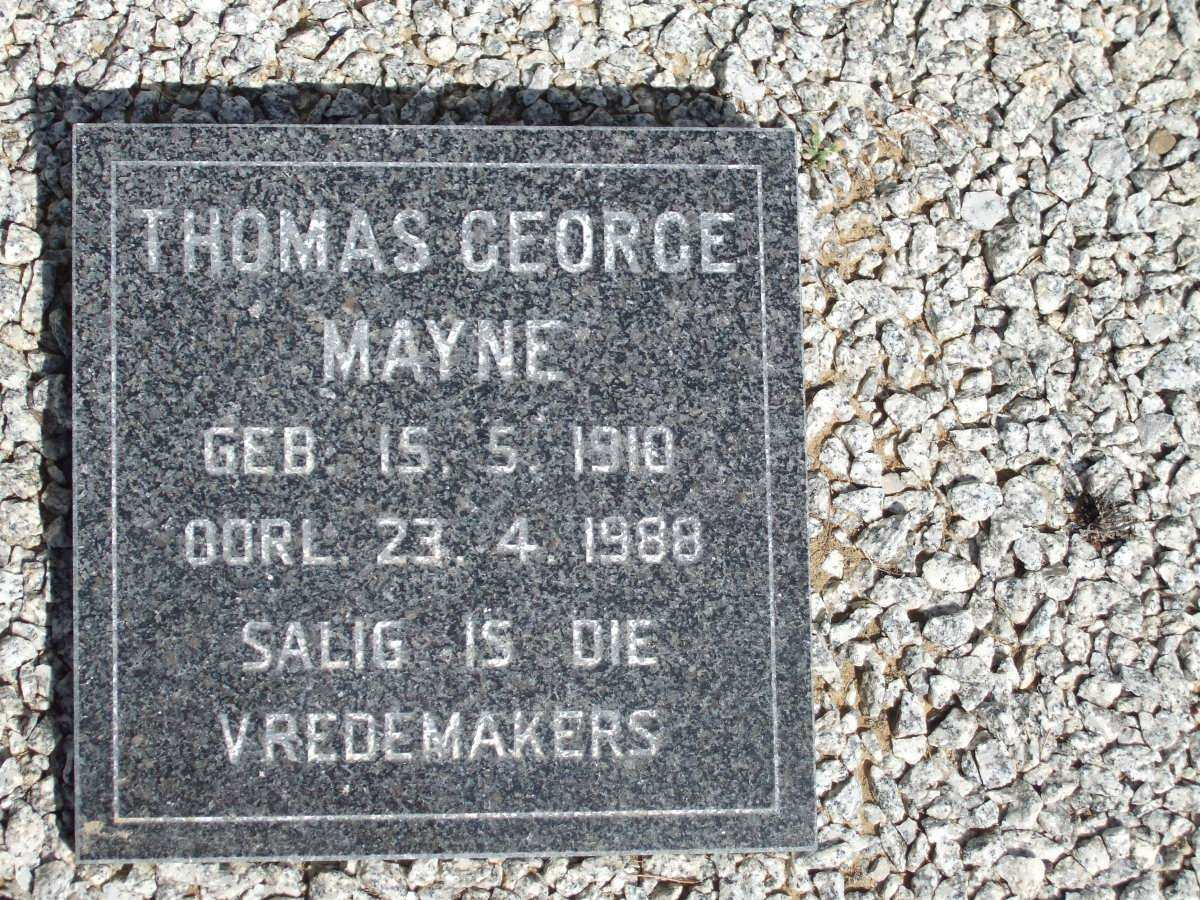 THOMAS GEORGE
MAYNE
GEB. 15. 5. 1910
OORL. 23. 4. 1988
SALIG IS DIE
VREDEMAKERS